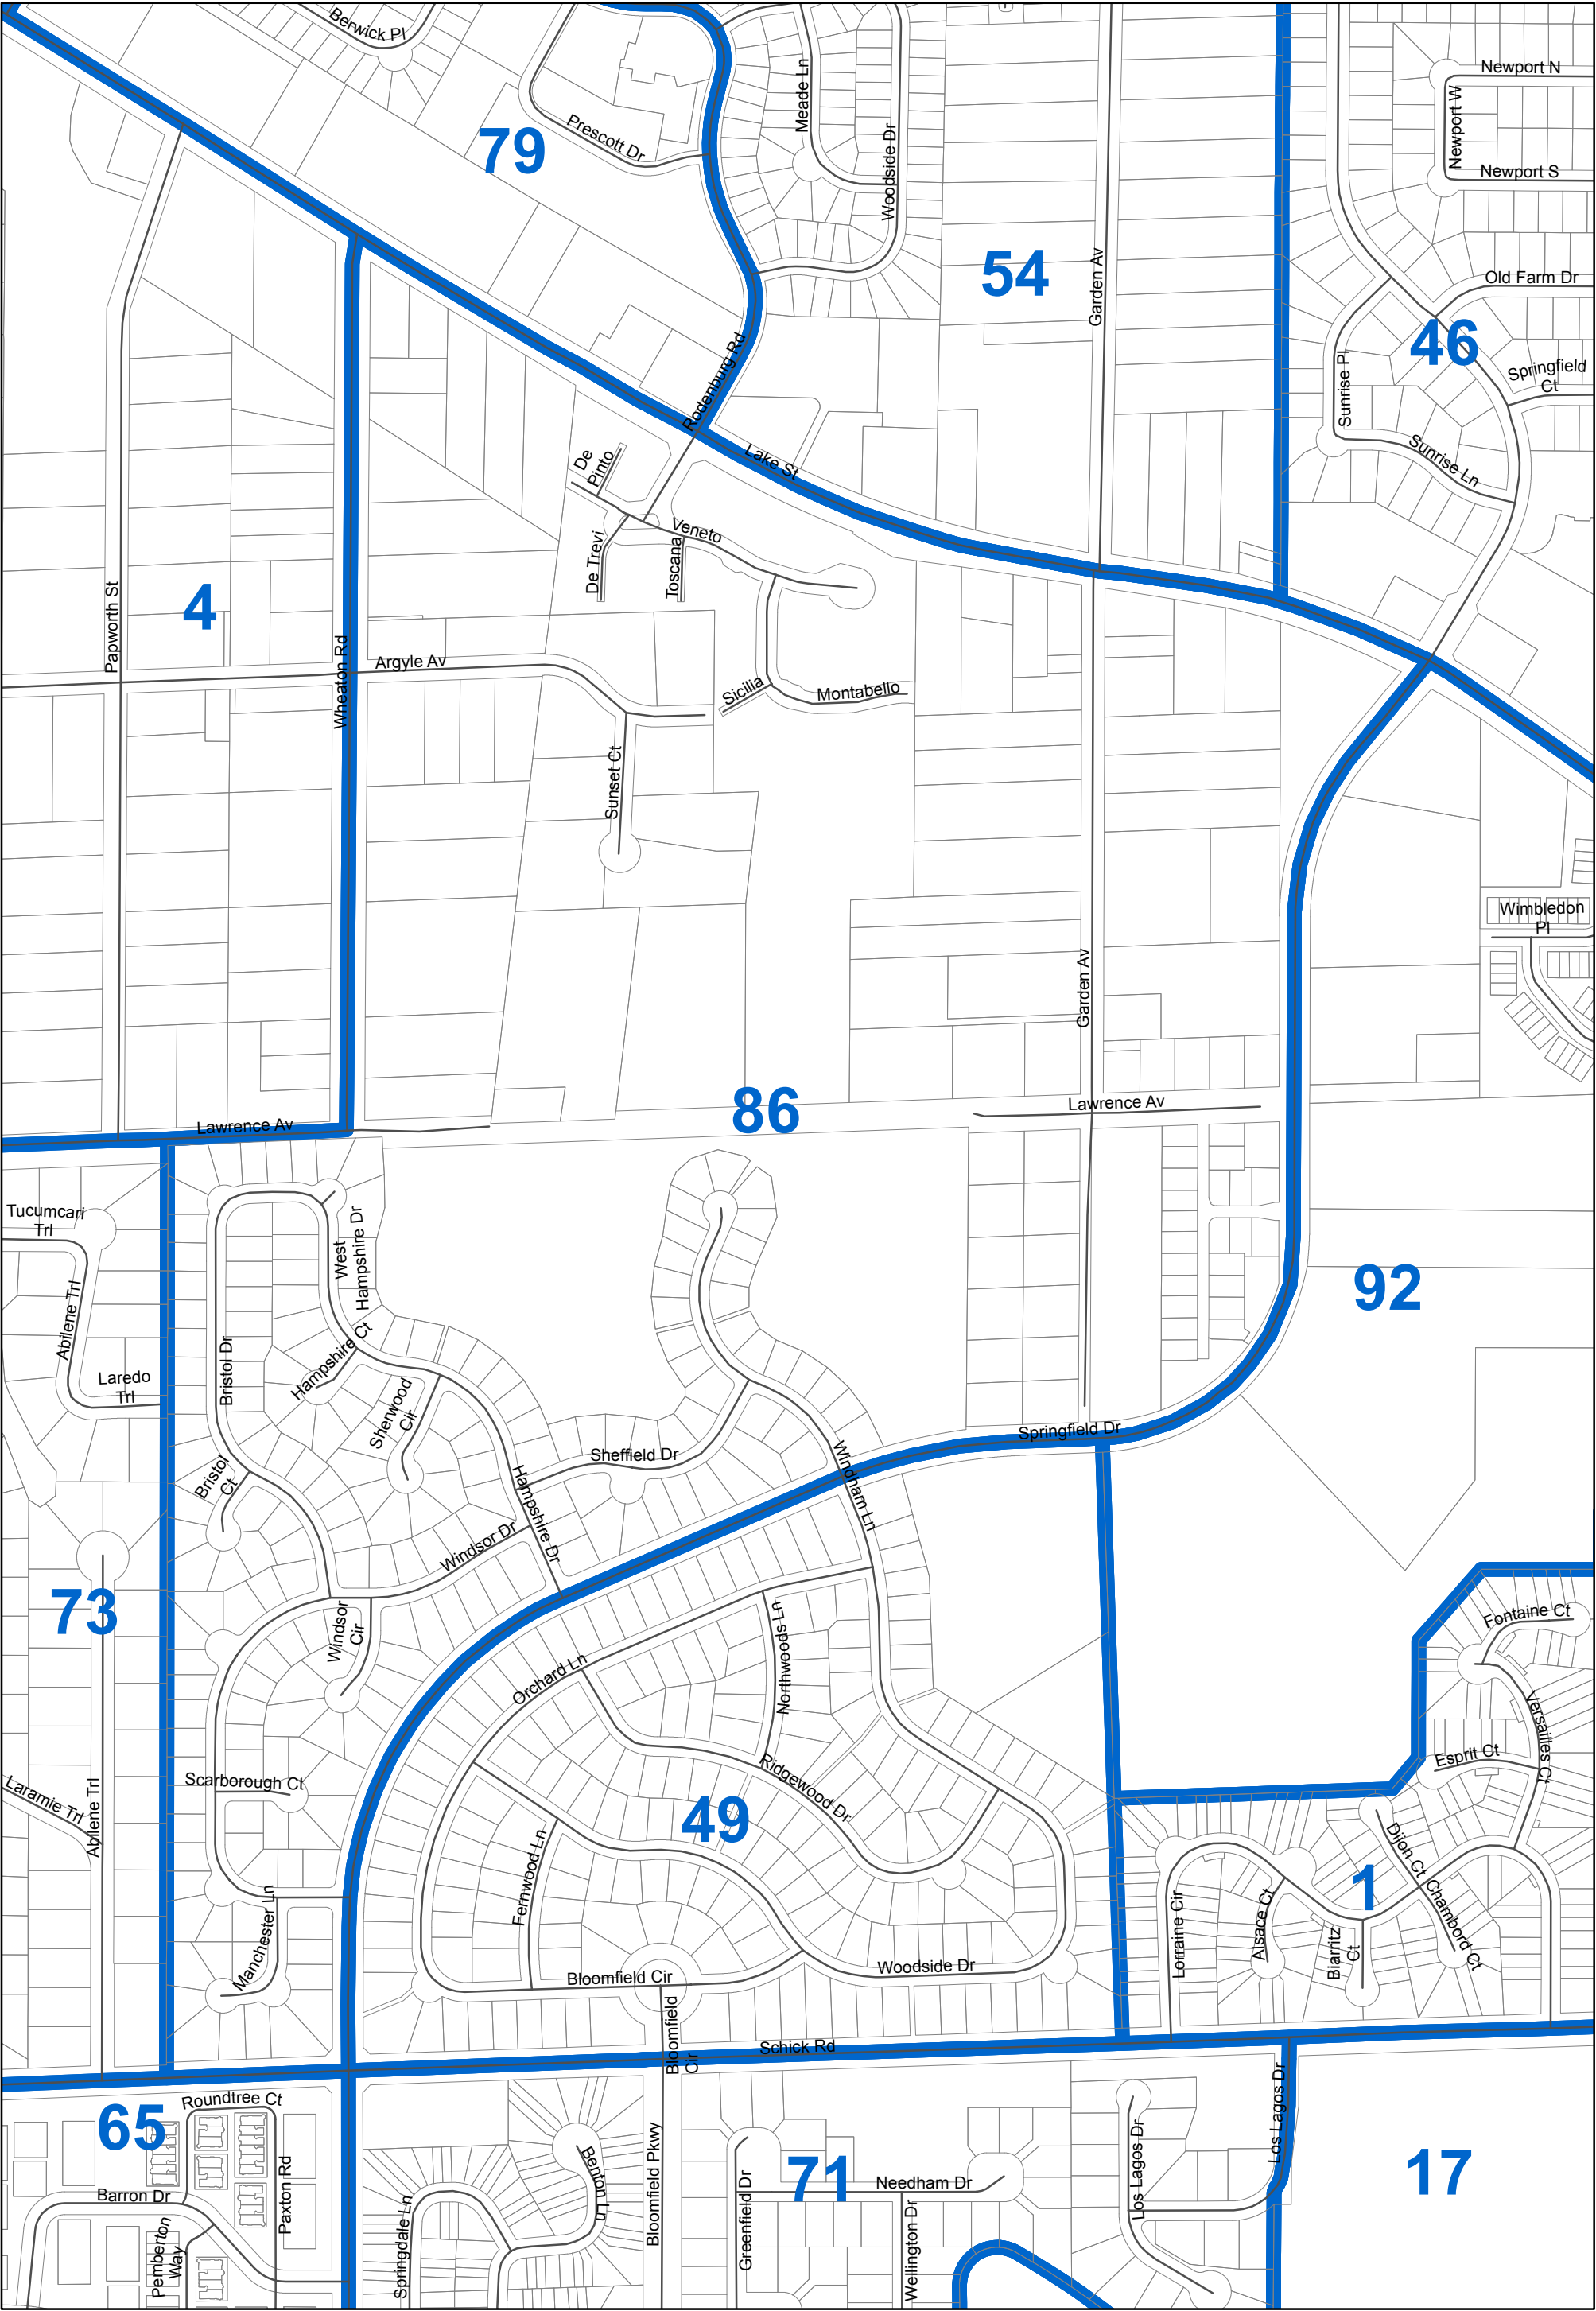 Berwick Pl
Newport N
Meade Ln
Newport W
79
Prescott Dr
Woodside Dr
Newport S
54
Garden Av
Old Farm Dr
46
Rodenburg Rd
Sunrise Pl
Springfield
Ct
Lake St
Sunrise Ln
De
Pinto
Veneto
De Trevi
Toscana
4
Papworth St
Wheaton Rd
Argyle Av
Sicilia
Montabello
Sunset Ct
Wimbledon
Pl
Garden Av
86
Lawrence Av
Lawrence Av
Tucumcari
Trl
West
Hampshire Dr
92
Abilene Trl
Laredo
Trl
Bristol Dr
Hampshire Ct
Sherwood
Cir
Springfield Dr
Sheffield Dr
Windham Ln
Bristol
Ct
Hampshire Dr
Windsor Dr
73
Windsor
Cir
Northwoods Ln
Fontaine Ct
Orchard Ln
Versailles Ct
Esprit Ct
Scarborough Ct
Laramie Trl
Abilene Trl
Ridgewood Dr
49
Dijon Ct
1
Fernwood Ln
Manchester Ln
Lorraine Cir
Alsace Ct
Biarritz
Ct
Chambord Ct
Bloomfield Cir
Woodside Dr
Bloomfield
Cir
Schick Rd
65
Roundtree Ct
Los Lagos Dr
Barron Dr
Paxton Rd
Benton Ln
Bloomfield Pkwy
71
Needham Dr
Los Lagos Dr
17
Pemberton
Way
Springdale Ln
Greenfield Dr
Wellington Dr